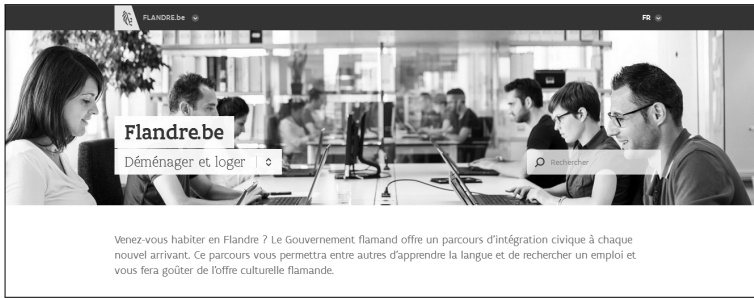 FLANDRE.be
FR
Flandre.be
Déménager et loger
Rechercher
Venez-vous habiter en Flandre ? Le Gouvernement flamand offre un parcours d'intégration civique à chaque
nouvel arrivant. Ce parcours vous permettra entre autres d'apprendre la langue et de rechercher un emploi et
vous fera goûter de l'offre culturelle flamande.